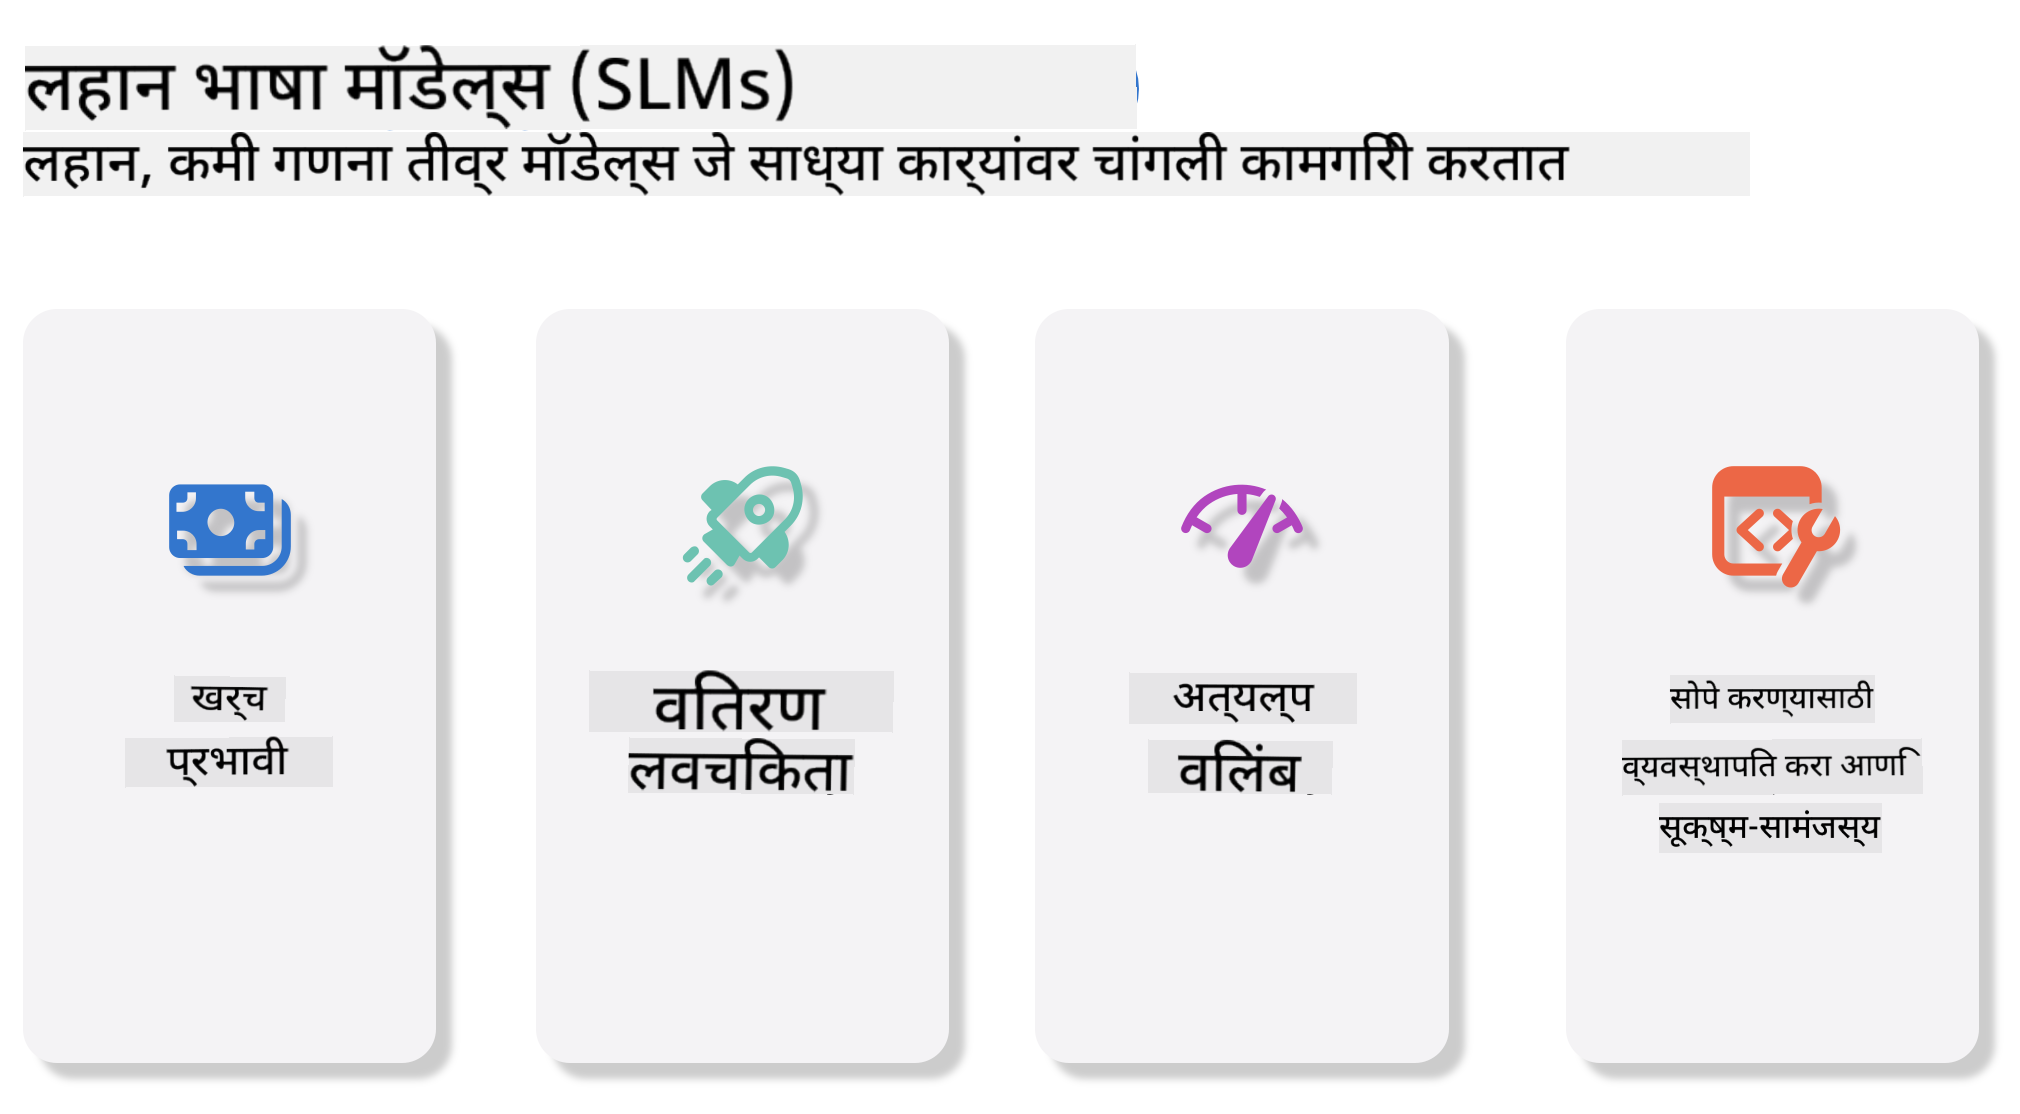 लहान भाषा मॉडेल्स (SLMs)
लहान, कमी गणना तीव्र मॉडेल्स जे साध्या कार्यांवर चांगली कामगिरी करतात
खर्च
प्रभावी
वितरण
लवचिकता
अत्यल्प
विलंब
सोपे करण्यासाठी
व्यवस्थापित करा आणि
सूक्ष्म-सामंजस्य